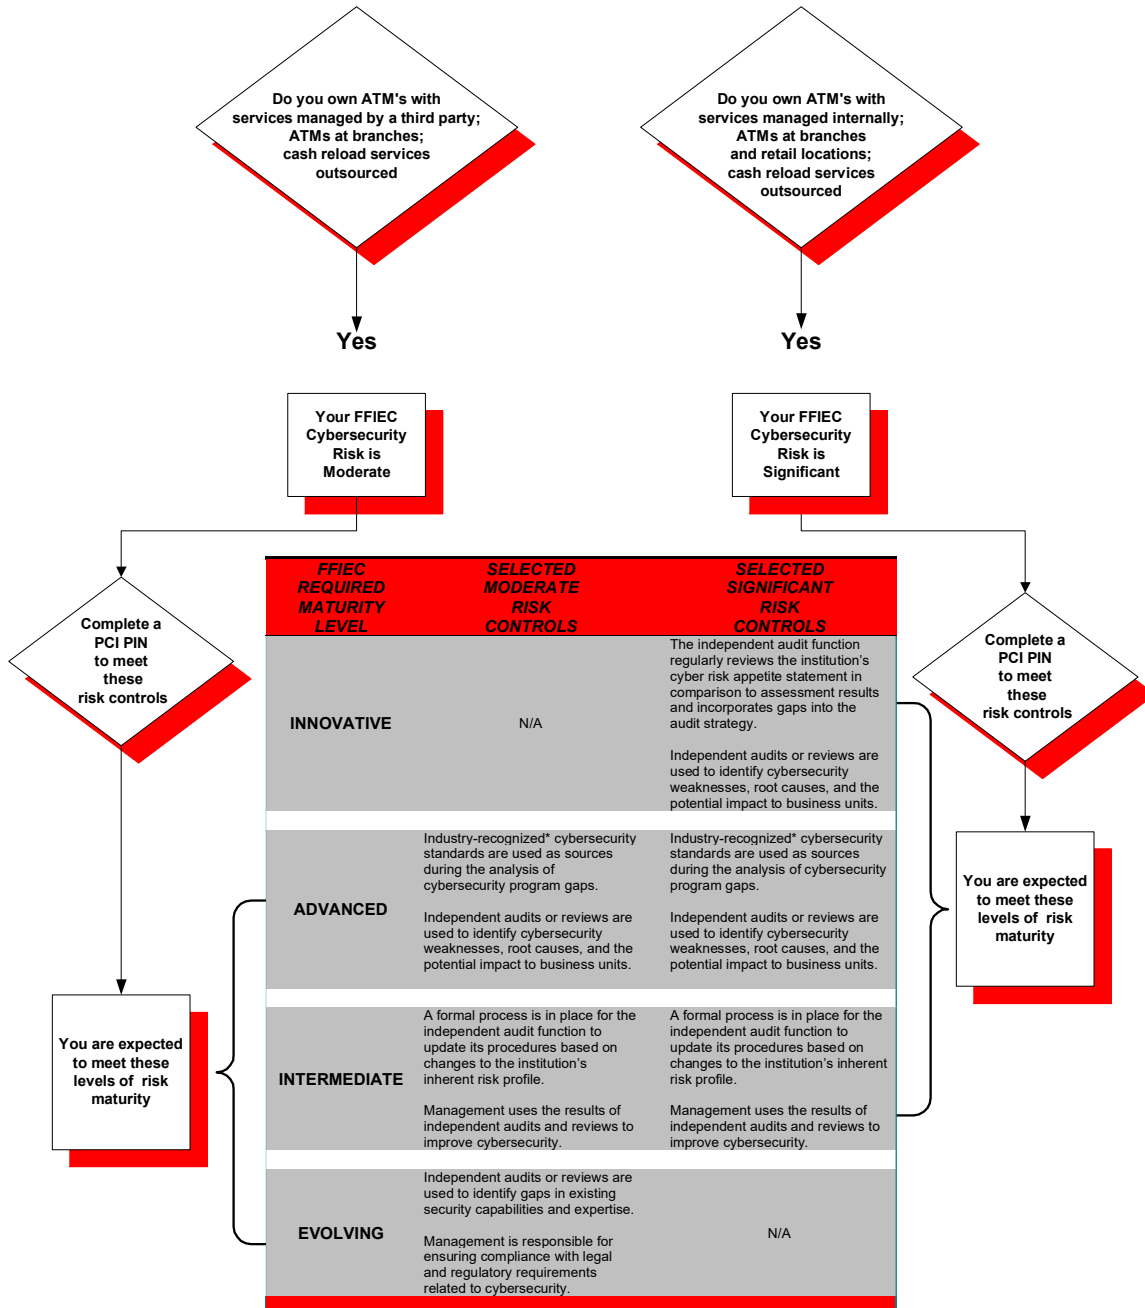 Do you own ATM's with
services managed by a third party;
ATMs at branches;
cash reload services
outsourced
Do you own ATM's with
services managed internally;
ATMs at branches
and retail locations;
cash reload services
outsourced
Yes
Yes
Your FFIEC
Cybersecurity
Risk is
Moderate
Your FFIEC
Cybersecurity
Risk is
Significant
Complete a
PCI PIN
to meet
these
risk controls
Complete a
PCI PIN
to meet
these
risk controls
FFIEC
REQUIRED
MATURITY
LEVEL
SELECTED
MODERATE
RISK
CONTROLS
SELECTED
SIGNIFICANT
RISK
CONTROLS
INNOVATIVE
N/A
The independent audit function
regularly reviews the institution’s
cyber risk appetite statement in
comparison to assessment results
and incorporates gaps into the
audit strategy.
Independent audits or reviews are
used to identify cybersecurity
weaknesses, root causes, and the
potential impact to business units.
ADVANCED
Industry-recognized* cybersecurity
standards are used as sources
during the analysis of
cybersecurity program gaps.
Independent audits or reviews are
used to identify cybersecurity
weaknesses, root causes, and the
potential impact to business units.
Industry-recognized* cybersecurity
standards are used as sources
during the analysis of cybersecurity
program gaps.
Independent audits or reviews are
used to identify cybersecurity
weaknesses, root causes, and the
potential impact to business units.
You are expected
to meet these
levels of risk
maturity
You are expected
to meet these
levels of risk
maturity
INTERMEDIATE
A formal process is in place for the
independent audit function to
update its procedures based on
changes to the institution’s
inherent risk profile.
Management uses the results of
independent audits and reviews to
improve cybersecurity.
A formal process is in place for the
independent audit function to
update its procedures based on
changes to the institution’s inherent
risk profile.
Management uses the results of
independent audits and reviews to
improve cybersecurity.
EVOLVING
Independent audits or reviews are
used to identify gaps in existing
security capabilities and expertise.
Management is responsible for
ensuring compliance with legal
and regulatory requirements
related to cybersecurity.
N/A